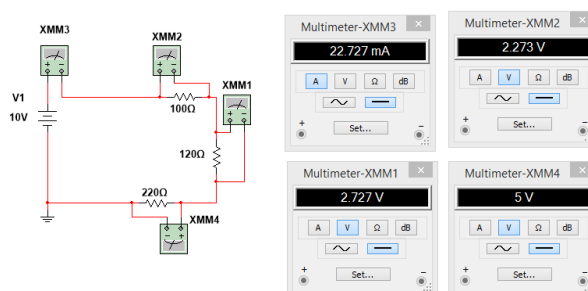 XMM3
XMM2
XMM1
V1
10V
100Ω
120Ω
220Ω
XMM4
+ -
+ -
+ -
+ -
Multimeter-XMM3 ×
22.727 mA
A V Ω dB
Set...
+ -
Multimeter-XMM2 ×
2.273 V
A V Ω dB
Set...
+ -
Multimeter-XMM1 ×
2.727 V
A V Ω dB
Set...
+ -
Multimeter-XMM4 ×
5 V
A V Ω dB
Set...
+ -